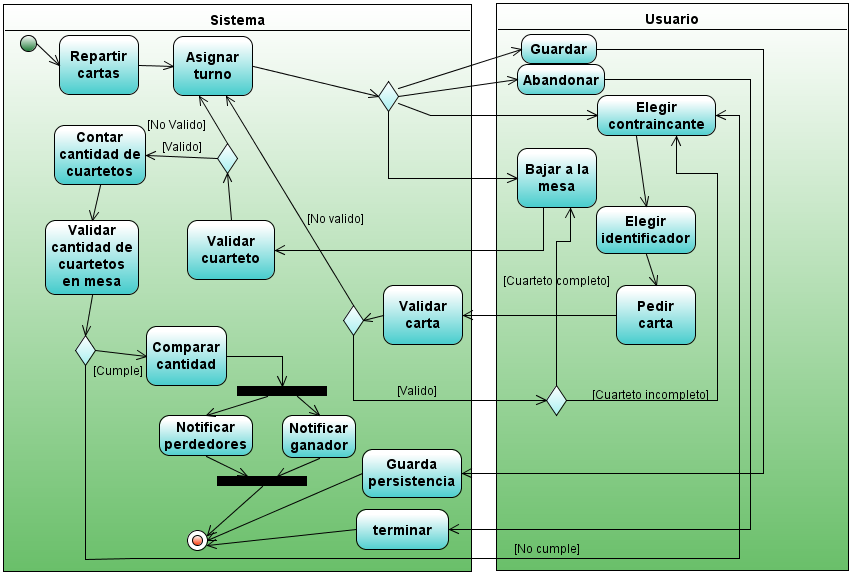 Sistema
Usuario
Repartir
cartas
Asignar
turno
Guardar
Abandonar
Elegir
contraincante
[No Valido]
[Valido]
Contar
cantidad de
cuartetos
Bajar a la
mesa
Validar
cantidad de
cuartetos
en mesa
Validar
cuarteto
[No valido]
Elegir
identificador
[Cuarteto completo]
Validar
carta
Pedir
carta
Comparar
cantidad
[Cumple]
[Valido]
[Cuarteto incompleto]
Notificar
perdedores
Notificar
ganador
Guarda
persistencia
terminar
[No cumple]